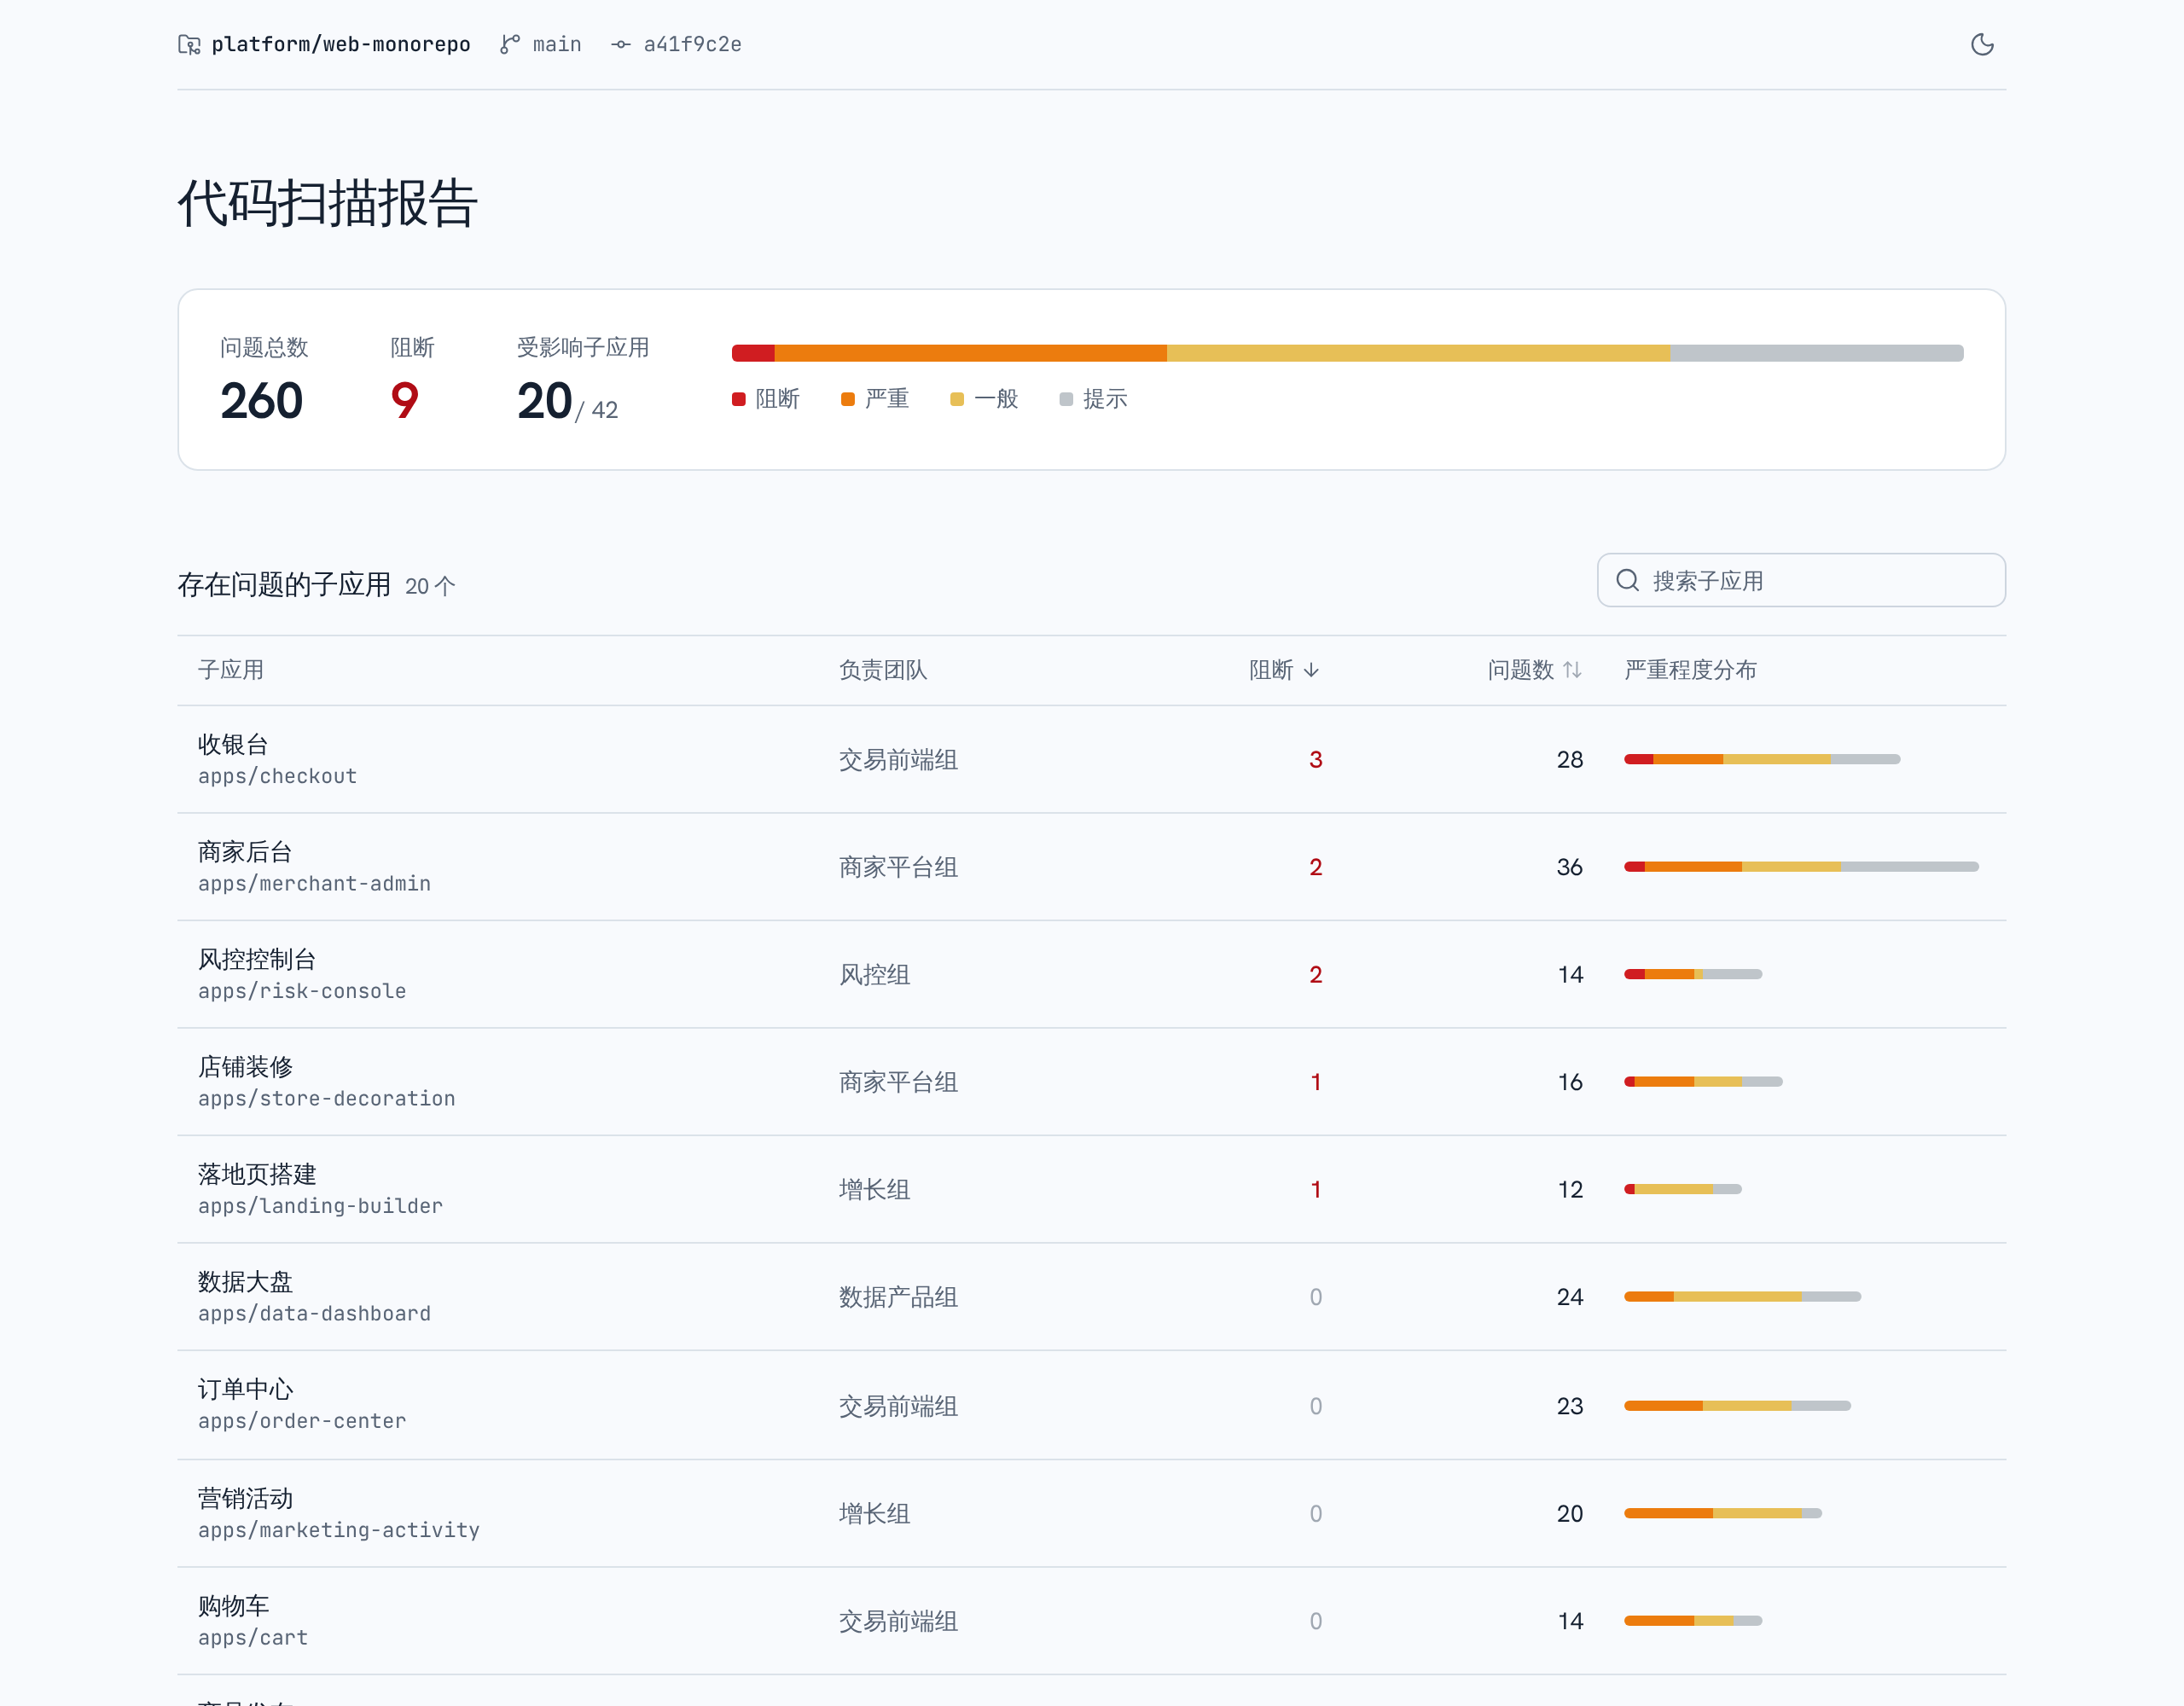 platform/web-monorepo main a41f9c2e
代码扫描报告
问题总数 阻断 受影响子应用
260 9 20 / 42
阻断 严重 一般 提示
存在问题的子应用 20 个
搜索子应用
子应用 负责团队 阻断 问题数 严重程度分布
收银台
apps/checkout
交易前端组 3 28
商家后台
apps/merchant-admin
商家平台组 2 36
风控控制台
apps/risk-console
风控组 2 14
店铺装修
apps/store-decoration
商家平台组 1 16
落地页搭建
apps/landing-builder
增长组 1 12
数据大盘
apps/data-dashboard
数据产品组 0 24
订单中心
apps/order-center
交易前端组 0 23
营销活动
apps/marketing-activity
增长组 0 20
购物车
apps/cart
交易前端组 0 14